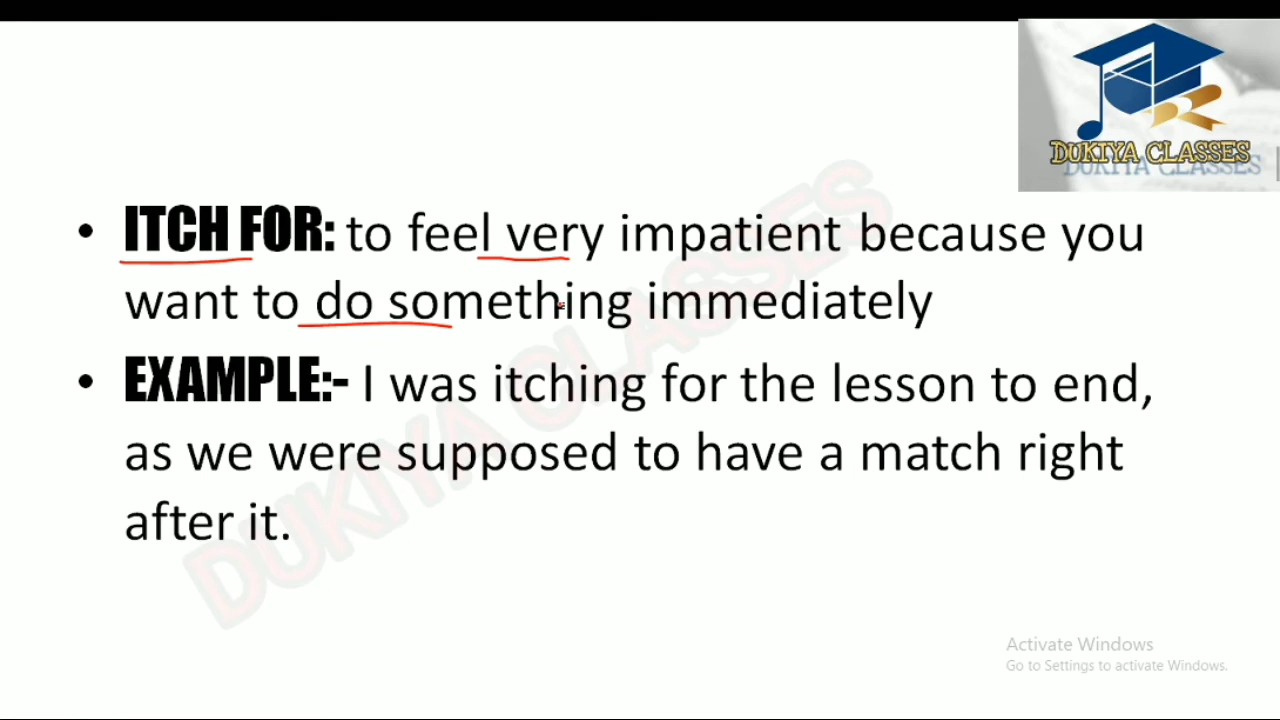 DUKIYA CLASSES
• ITCH FOR: to feel very impatient because you
want to do something immediately
• EXAMPLE:- I was itching for the lesson to end,
as we were supposed to have a match right
after it.
DUKIYA CLASSES
Activate Windows
Go to Settings to activate Windows.